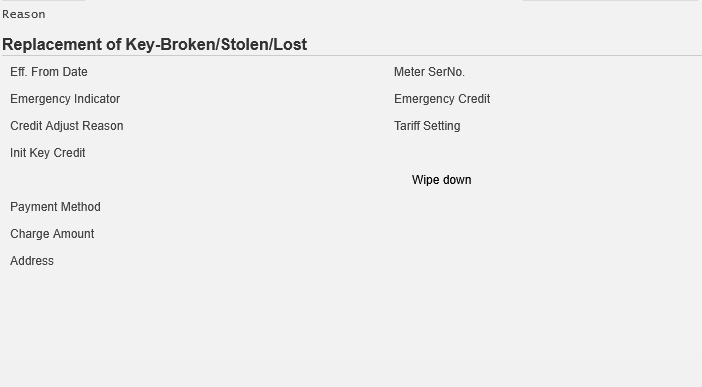 Reason
Replacement of Key-Broken/Stolen/Lost
Eff. From Date
Meter SerNo.
Emergency Indicator
Emergency Credit
Credit Adjust Reason
Tariff Setting
Init Key Credit
Wipe down
Payment Method
Charge Amount
Address